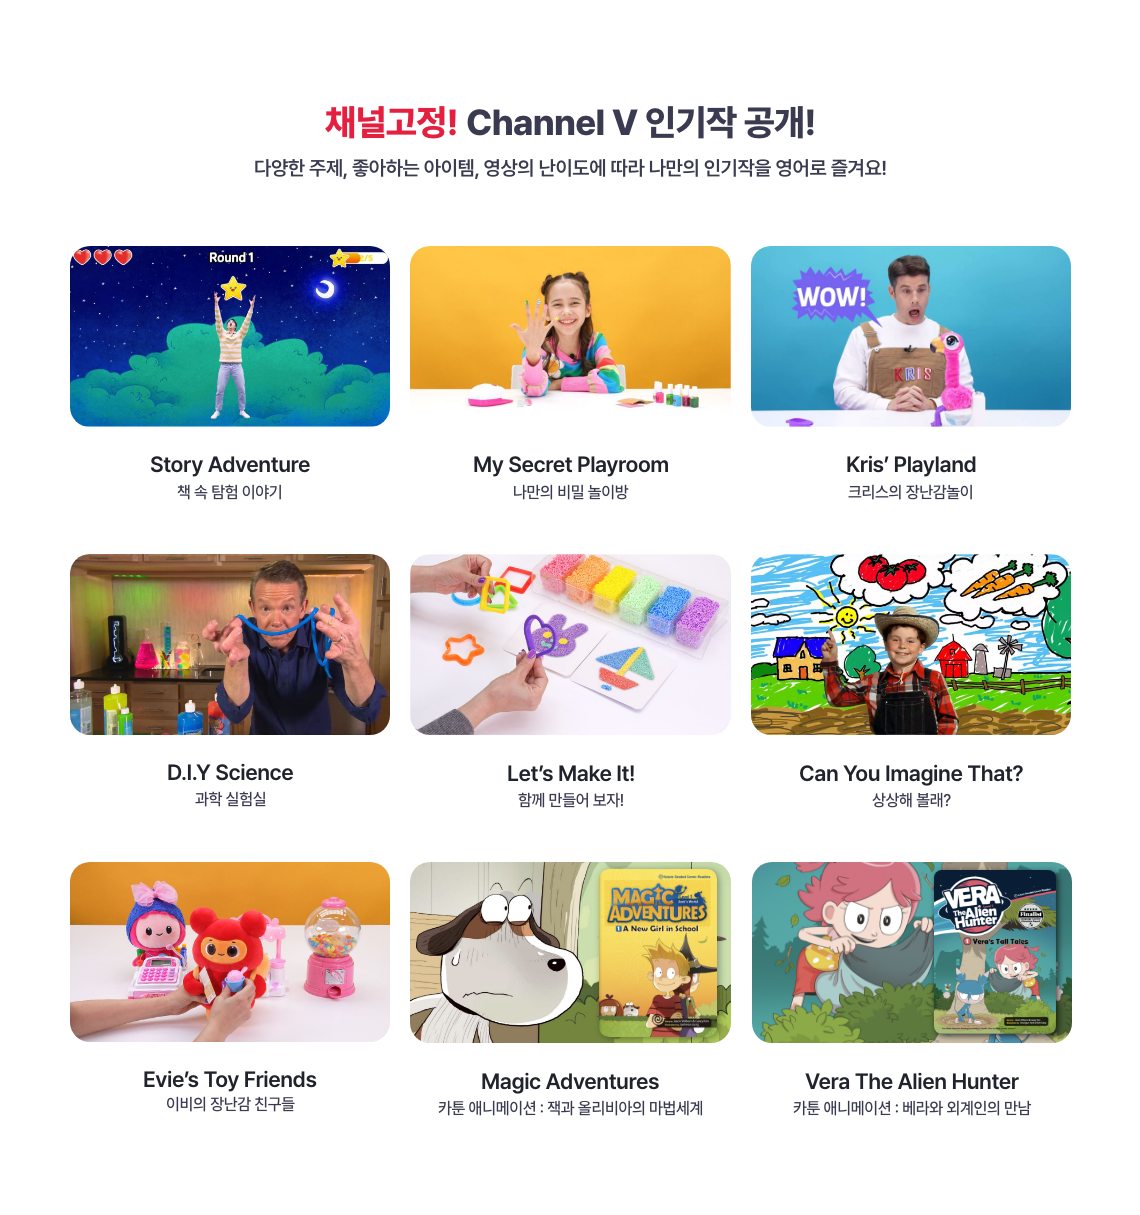 채널고정! Channel V 인기작 공개!
다양한 주제, 좋아하는 아이템, 영상의 난이도에 따라 나만의 인기작을 영어로 즐겨요!
Round 1
WOW!
KRIS
Story Adventure
책 속 탐험 이야기
My Secret Playroom
나만의 비밀 놀이방
Kris’ Playland
크리스의 장난감놀이
D.I.Y Science
과학 실험실
Let’s Make It!
함께 만들어 보자!
Can You Imagine That?
상상해 볼래?
MAGIC
ADVENTURES
1 A New Girl in School
VERA
The Alien
Hunter
Finalist
1 Vera's Tall Tales
Evie’s Toy Friends
이비의 장난감 친구들
Magic Adventures
카툰 애니메이션 : 잭과 올리비아의 마법세계
Vera The Alien Hunter
카툰 애니메이션 : 베라와 외계인의 만남